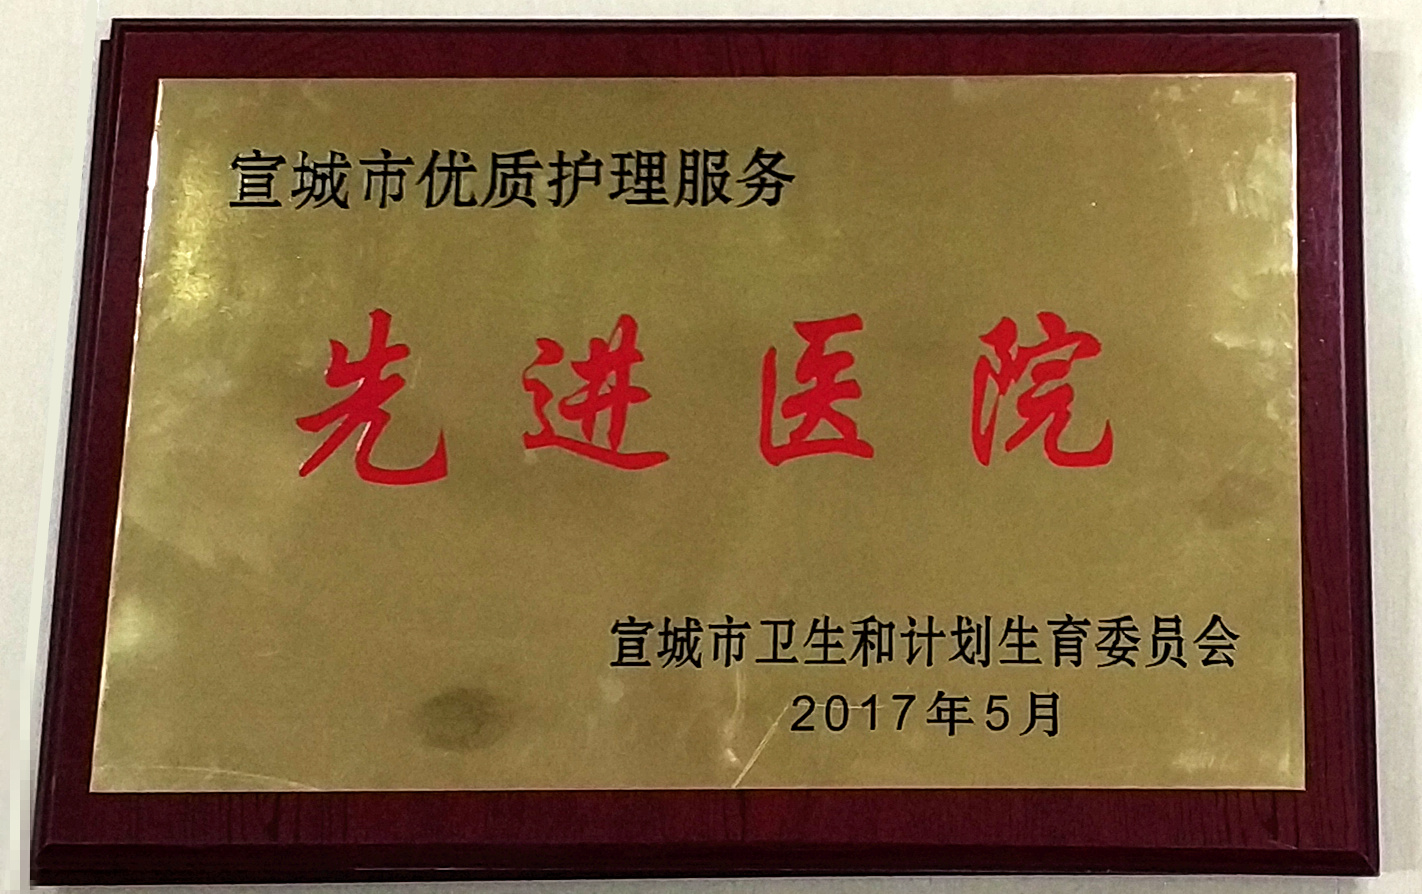 宣城市优质护理服务
先进医院
宣城市卫生和计划生育委员会
2017年5月